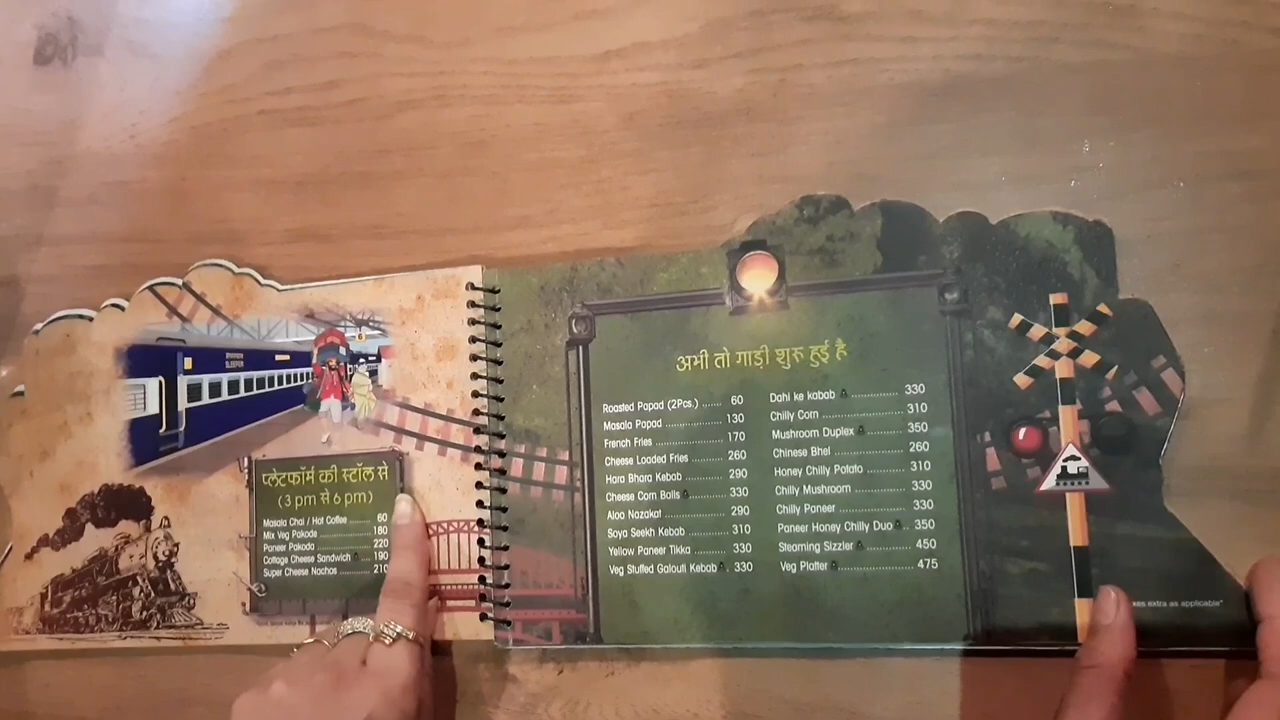 SLEEPER
6
प्लेटफॉर्म की स्टॉल से
(3 pm से 6 pm)
Masala Chai / Hot Coffee ...... 60
Mix Veg Pakode .................. 180
Paneer Pakoda .................. 220
Cottage Cheese Sandwich .... 190
Super Cheese Nachos .......... 210
अभी तो गाड़ी शुरू हुई है
Roasted Papad (2Pcs.) ...... 60
Masala Papad .................. 130
French Fries .................. 170
Cheese Loaded Fries .......... 260
Hara Bhara Kebab .............. 290
Cheese Corn Balls .............. 330
Aloo Nazakat .................. 290
Soya Seekh Kebab .............. 310
Yellow Paneer Tikka .......... 330
Veg Stuffed Galouti Kebab . 330
Dahi ke kabab .................. 330
Chilly Corn .................. 310
Mushroom Duplex .............. 350
Chinese Bhel .................. 260
Honey Chilly Potato .......... 310
Chilly Mushroom .............. 330
Chilly Paneer .................. 330
Paneer Honey Chilly Duo .. 350
Steaming Sizzler .............. 450
Veg Platter .................. 475
extra as applicable"